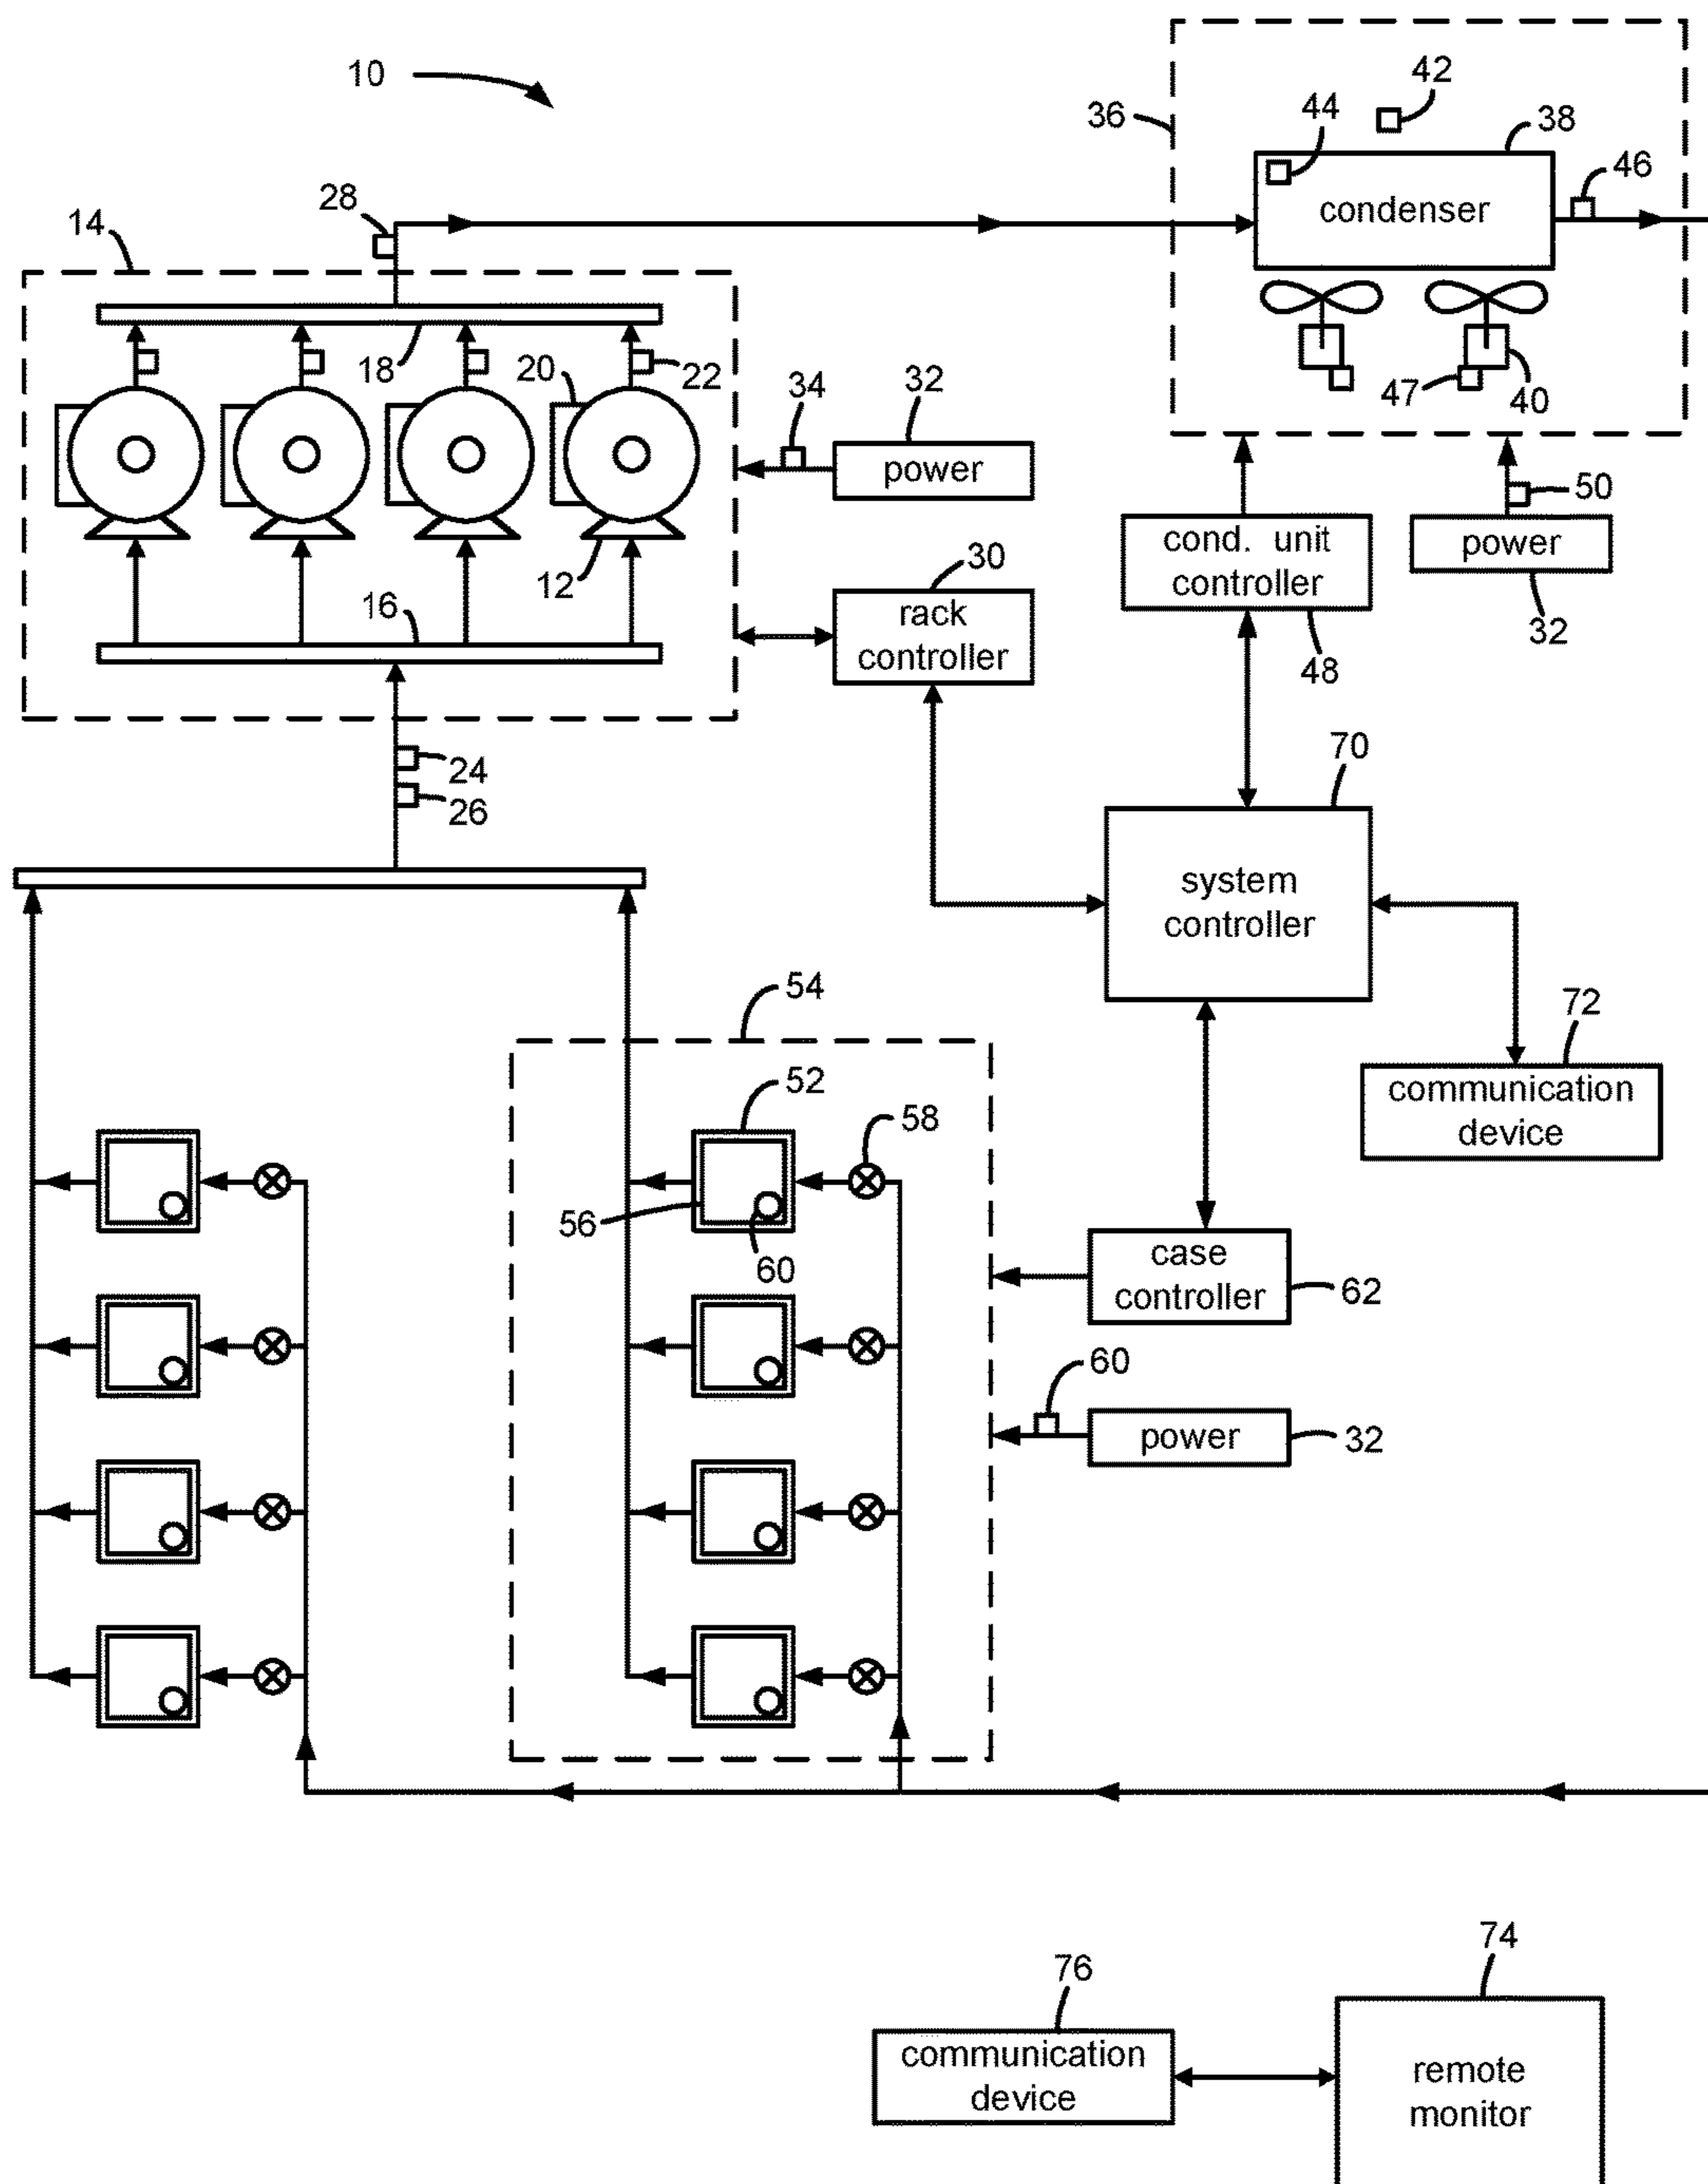 10
42
36
44
38
46
condenser
28
14
18
20
22
34
32
power
47
40
50
power
32
cond. unit
controller
48
12
30
rack
controller
16
24
26
70
system
controller
54
72
communication
device
52
58
56
60
case
controller
62
60
power
32
76
communication
device
74
remote
monitor